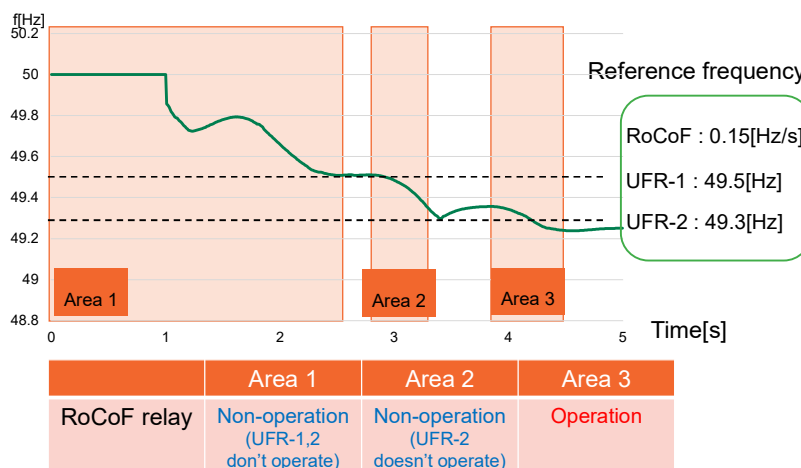 f[Hz]
50.2
50
49.8
49.6
49.4
49.2
49
48.8
Area 1
Area 2
Area 3
0
1
2
3
4
5
Time[s]
Reference frequency
RoCoF : 0.15[Hz/s]
UFR-1 : 49.5[Hz]
UFR-2 : 49.3[Hz]
Area 1
Area 2
Area 3
RoCoF relay
Non-operation
(UFR-1,2
don't operate)
Non-operation
(UFR-2
doesn't operate)
Operation